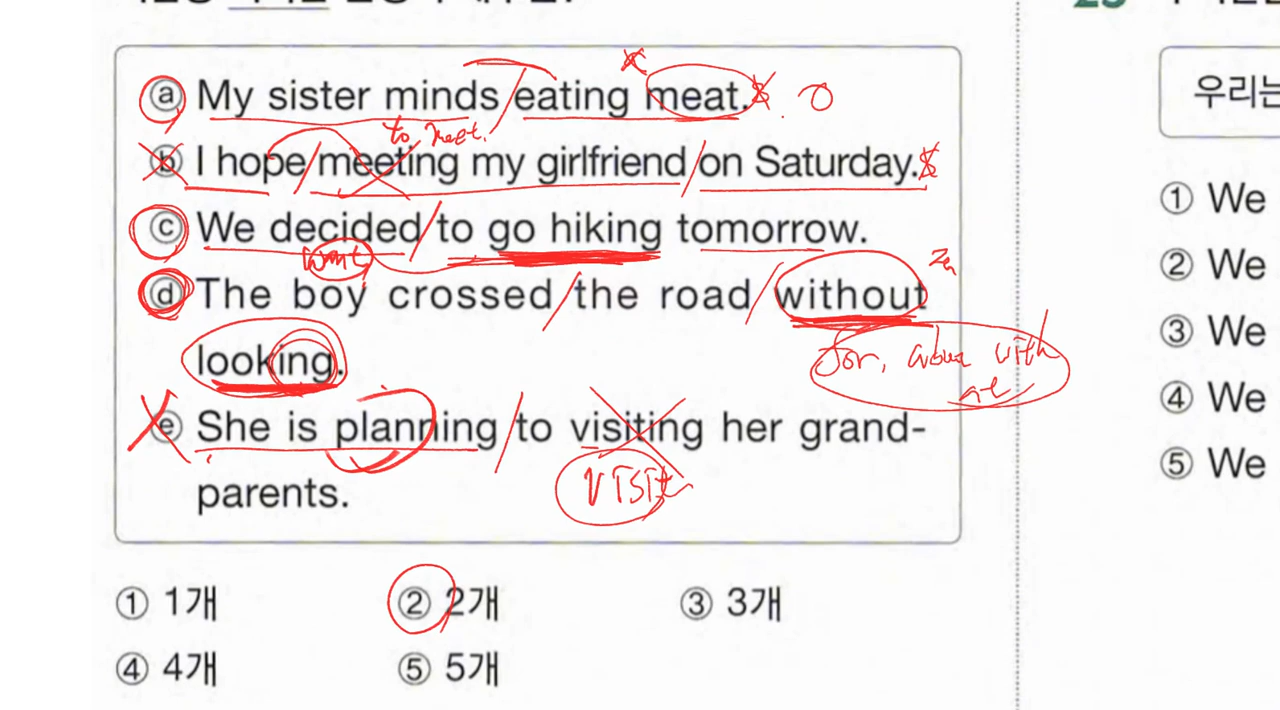 ⓐ My sister minds eating meat. O
to meet.
ⓑ I hope meeting my girlfriend on Saturday.
ⓒ We decided to go hiking tomorrow.
want
ⓓ The boy crossed the road without
looking.
for, with
ⓔ She is planning to visiting her grand-
visit
parents.
① 1개 ② 2개 ③ 3개
④ 4개 ⑤ 5개
우리는
① We
② We
③ We
④ We
⑤ We